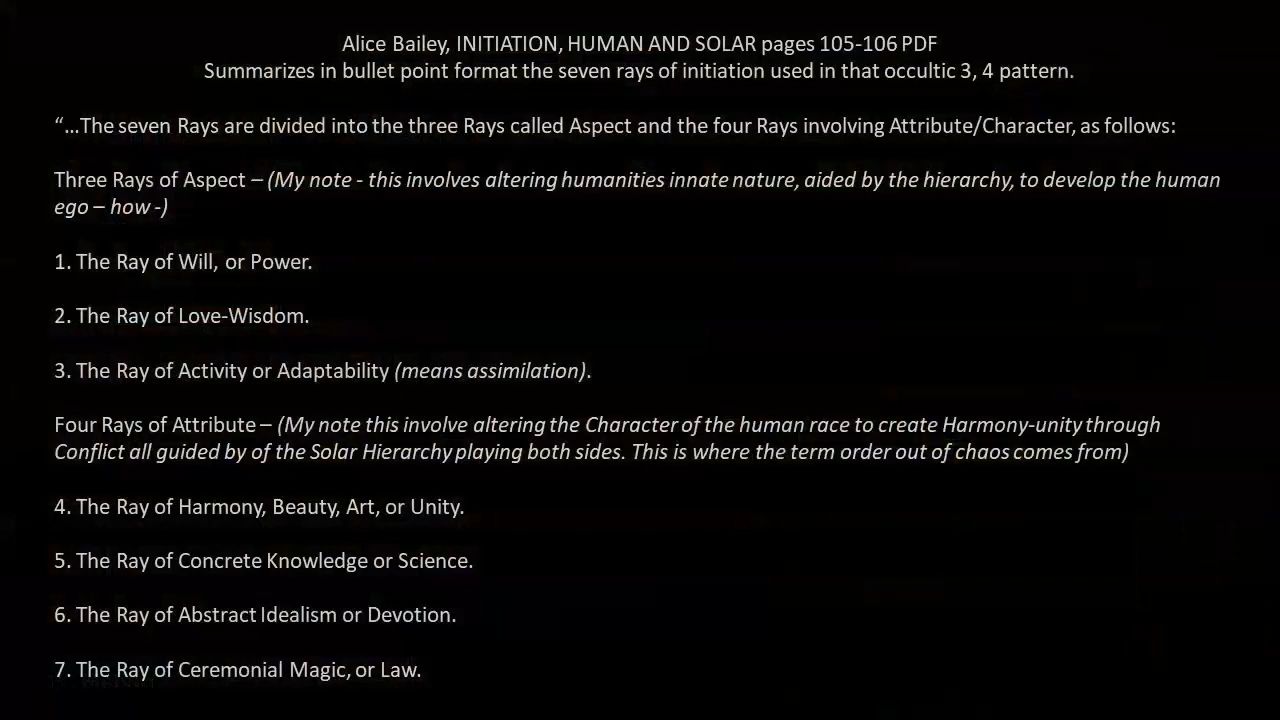 Alice Bailey, INITIATION, HUMAN AND SOLAR pages 105-106 PDF
Summarizes in bullet point format the seven rays of initiation used in that occultic 3, 4 pattern.
“...The seven Rays are divided into the three Rays called Aspect and the four Rays involving Attribute/Character, as follows:
Three Rays of Aspect – (My note - this involves altering humanities innate nature, aided by the hierarchy, to develop the human
ego – how -)
1. The Ray of Will, or Power.
2. The Ray of Love-Wisdom.
3. The Ray of Activity or Adaptability (means assimilation).
Four Rays of Attribute – (My note this involve altering the Character of the human race to create Harmony-unity through
Conflict all guided by of the Solar Hierarchy playing both sides. This is where the term order out of chaos comes from)
4. The Ray of Harmony, Beauty, Art, or Unity.
5. The Ray of Concrete Knowledge or Science.
6. The Ray of Abstract Idealism or Devotion.
7. The Ray of Ceremonial Magic, or Law.